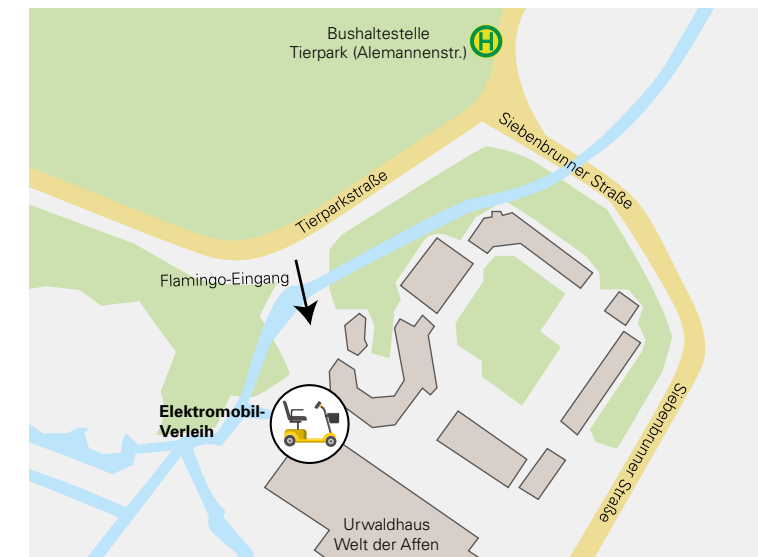 Bushaltestelle
Tierpark (Alemannenstr.)
H
Siebenbrunner Straße
Tierparkstraße
Flamingo-Eingang
Elektromobil-
Verleih
Siebenbrunner Straße
Urwaldhaus
Welt der Affen